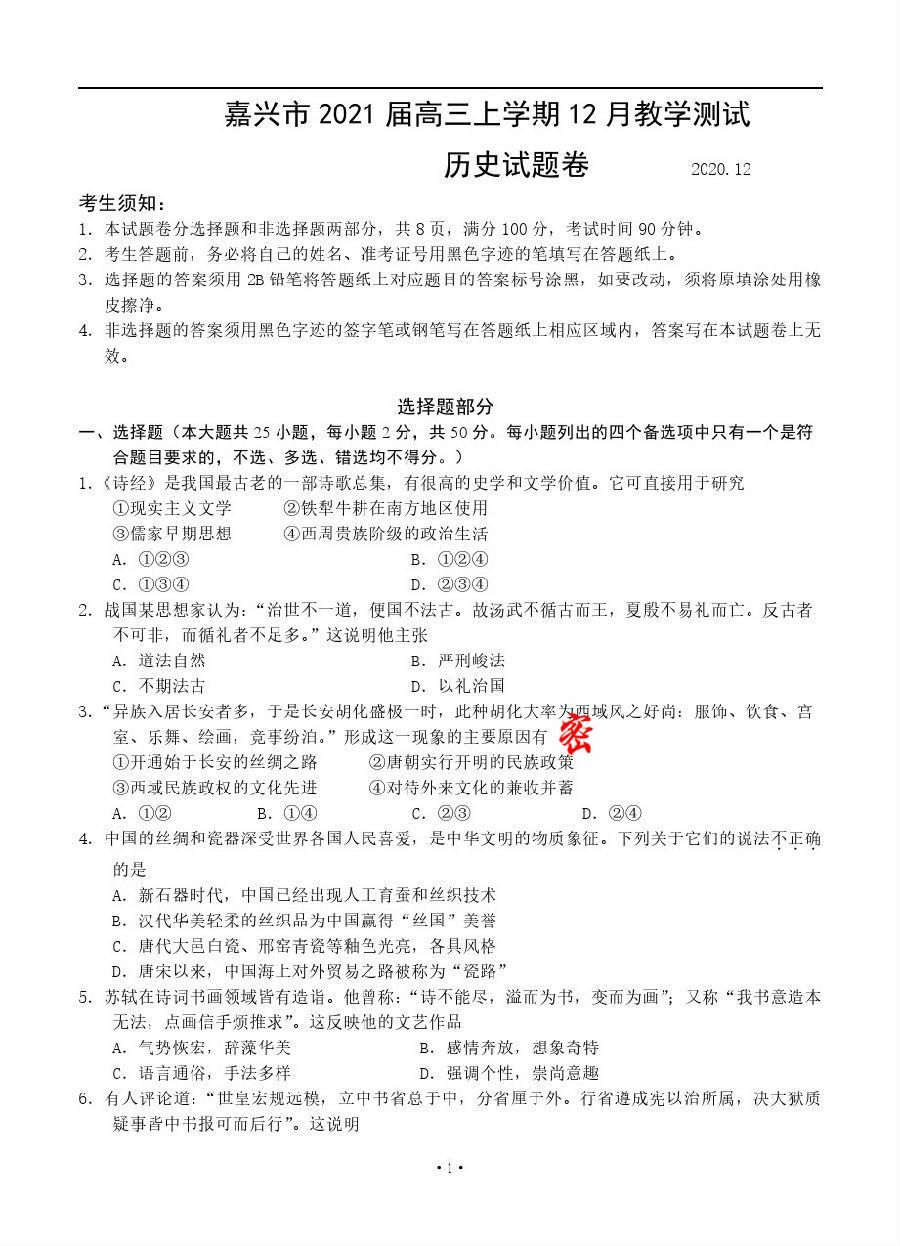 嘉兴市 2021 届高三上学期 12 月教学测试
历史试题卷 2020.12
考生须知：
1. 本试题卷分选择题和非选择题两部分，共 8 页，满分 100 分，考试时间 90 分钟。
2. 考生答题前，务必将自己的姓名、准考证号用黑色字迹的笔填写在答题纸上。
3. 选择题的答案须用 2B 铅笔将答题纸上对应题目的答案标号涂黑，如要改动，须将原填涂处用橡
皮擦净。
4. 非选择题的答案须用黑色字迹的签字笔或钢笔写在答题纸上相应区域内，答案写在本试题卷上无
效。
选择题部分
一、选择题（本大题共 25 小题，每小题 2 分，共 50 分。每小题列出的四个备选项中只有一个是符
合题目要求的，不选、多选、错选均不得分。）
1.《诗经》是我国最古老的一部诗歌总集，有很高的史学和文学价值。它可直接用于研究
①现实主义文学 ②铁犁牛耕在南方地区使用
③儒家早期思想 ④西周贵族阶级的政治生活
A. ①②③ B. ①②④
C. ①③④ D. ②③④
2. 战国某思想家认为：“治世不一道，便国不法古。故汤武不循古而王，夏殷不易礼而亡。反古者
不可非，而循礼者不足多。”这说明他主张
A. 道法自然 B. 严刑峻法
C. 不期法古 D. 以礼治国
3.“异族入居长安者多，于是长安胡化盛极一时，此种胡化大率为西域风之好尚：服饰、饮食、宫
室、乐舞、绘画，竞事纷泊。”形成这一现象的主要原因有 密
①开通始于长安的丝绸之路 ②唐朝实行开明的民族政策
③西域民族政权的文化先进 ④对待外来文化的兼收并蓄
A. ①② B. ①④ C. ②③ D. ②④
4. 中国的丝绸和瓷器深受世界各国人民喜爱，是中华文明的物质象征。下列关于它们的说法不正确
的是
A. 新石器时代，中国已经出现人工育蚕和丝织技术
B. 汉代华美轻柔的丝织品为中国赢得“丝国”美誉
C. 唐代大邑白瓷、邢窑青瓷等釉色光亮，各具风格
D. 唐宋以来，中国海上对外贸易之路被称为“瓷路”
5. 苏轼在诗词书画领域皆有造诣。他曾称：“诗不能尽，溢而为书，变而为画”；又称“我书意造本
无法，点画信手烦推求”。这反映他的文艺作品
A. 气势恢宏，辞藻华美 B. 感情奔放，想象奇特
C. 语言通俗，手法多样 D. 强调个性，崇尚意趣
6. 有人评论道：“世皇宏规远模，立中书省总于中，分省厘于外。行省遵成宪以治所属，决大狱质
疑事皆中书报可而后行”。这说明
·1·